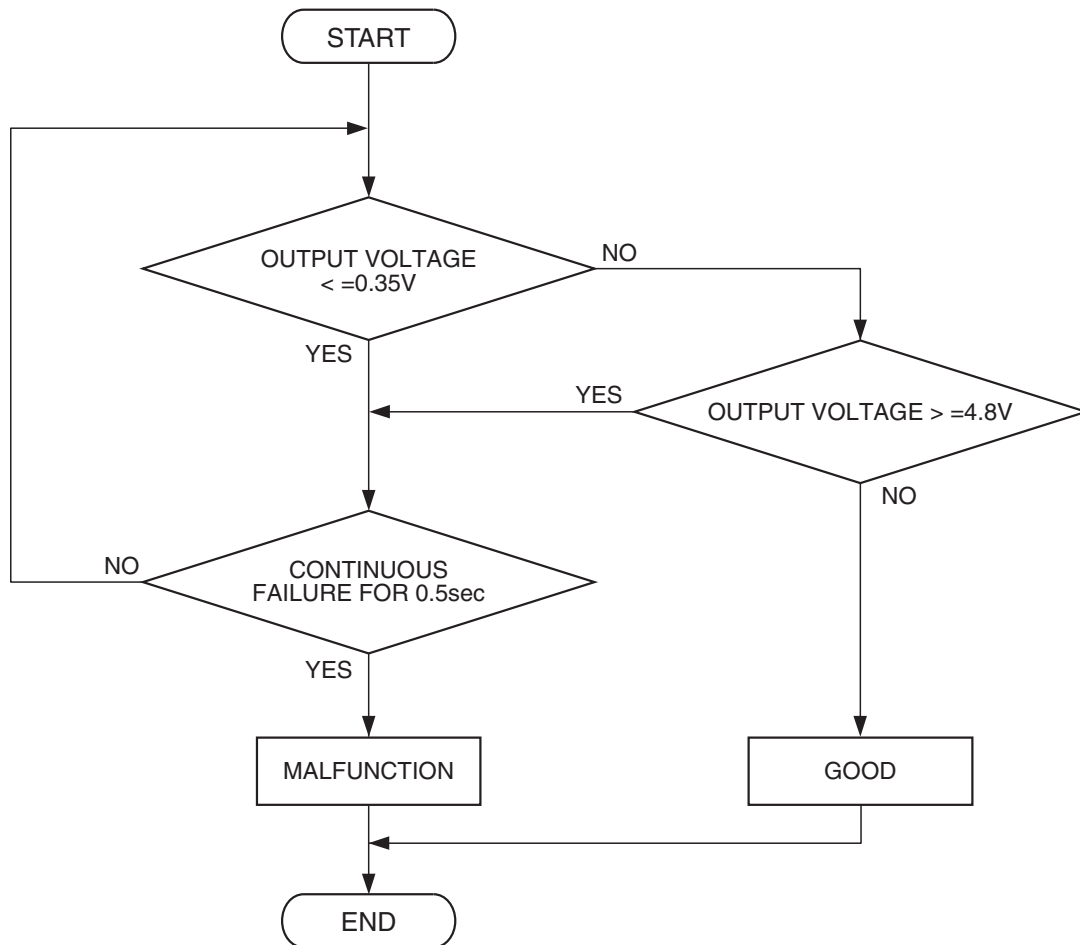 START
OUTPUT VOLTAGE
< =0.35V
NO
YES
YES
OUTPUT VOLTAGE > =4.8V
NO
NO
CONTINUOUS
FAILURE FOR 0.5sec
YES
MALFUNCTION
GOOD
END